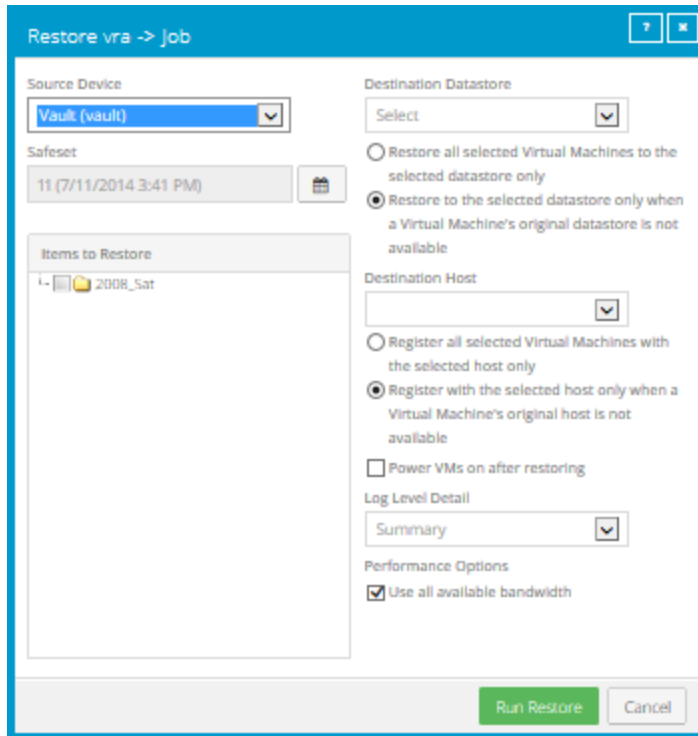 Restore vra -> Job
? ×
Source Device
Vault (vault)
Safeset
11 (7/11/2014 3:41 PM)
Items to Restore
2008_Sat
Destination Datastore
Select
Restore all selected Virtual Machines to the
selected datastore only
Restore to the selected datastore only when
a Virtual Machine's original datastore is not
available
Destination Host
Register all selected Virtual Machines with
the selected host only
Register with the selected host only when a
Virtual Machine's original host is not
available
Power VMs on after restoring
Log Level Detail
Summary
Performance Options
Use all available bandwidth
Run Restore
Cancel